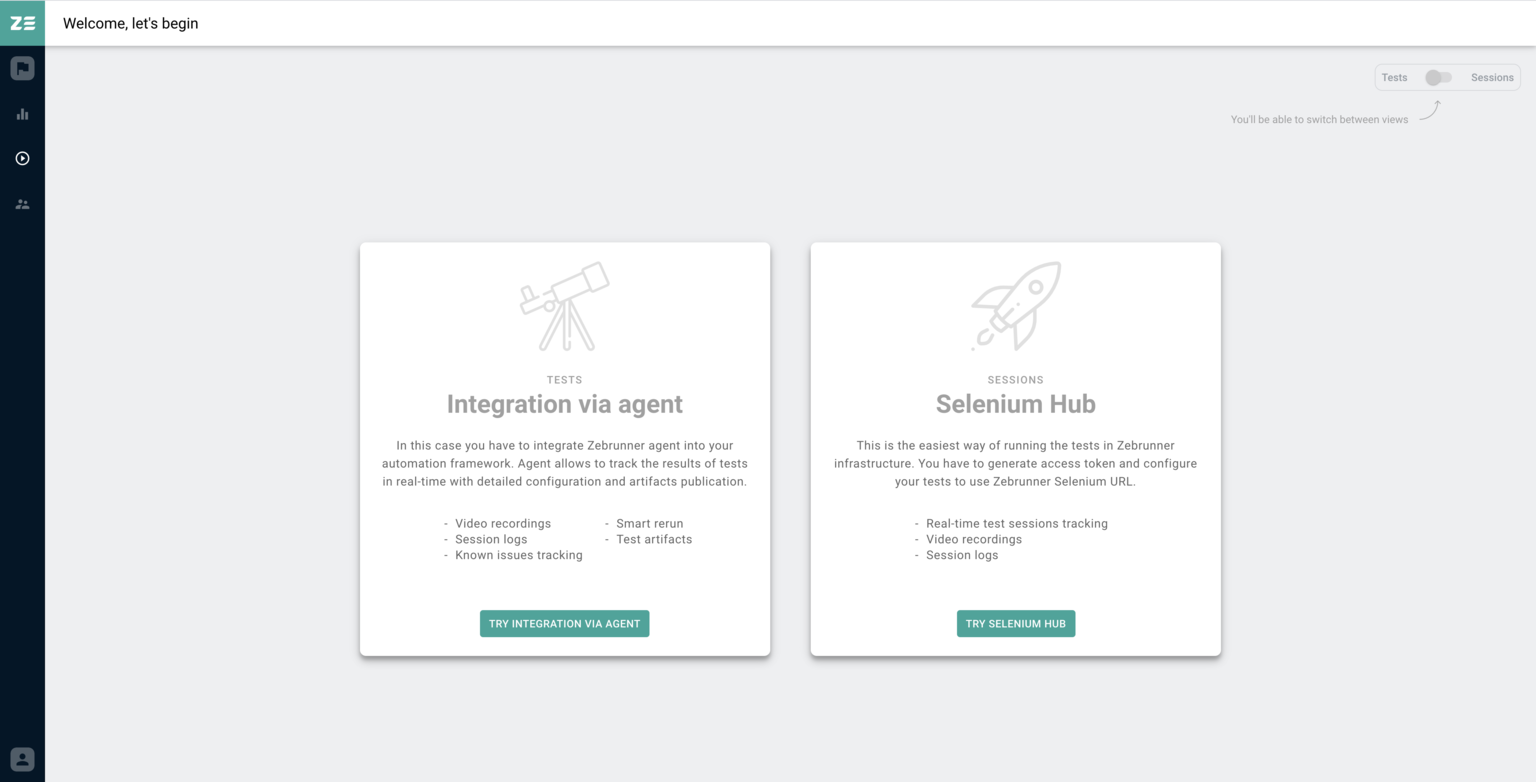 ZE
Welcome, let's begin
Tests
Sessions
You'll be able to switch between views
TESTS
Integration via agent
In this case you have to integrate Zebrunner agent into your
automation framework. Agent allows to track the results of tests
in real-time with detailed configuration and artifacts publication.
- Video recordings
- Session logs
- Known issues tracking
- Smart rerun
- Test artifacts
TRY INTEGRATION VIA AGENT
SESSIONS
Selenium Hub
This is the easiest way of running the tests in Zebrunner
infrastructure. You have to generate access token and configure
your tests to use Zebrunner Selenium URL.
- Real-time test sessions tracking
- Video recordings
- Session logs
TRY SELENIUM HUB